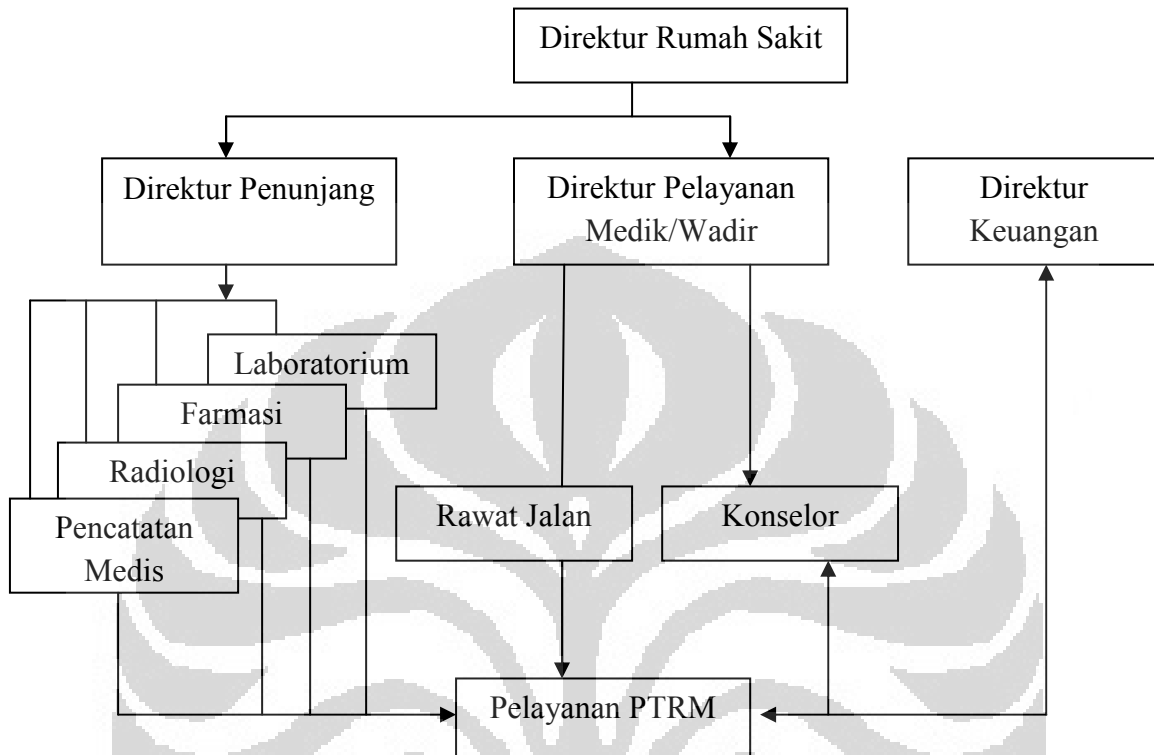 Direktur Rumah Sakit
Direktur Penunjang
Direktur Pelayanan
Medik/Wadir
Direktur
Keuangan
Laboratorium
Farmasi
Radiologi
Pencatatan
Medis
Rawat Jalan
Konselor
Pelayanan PTRM